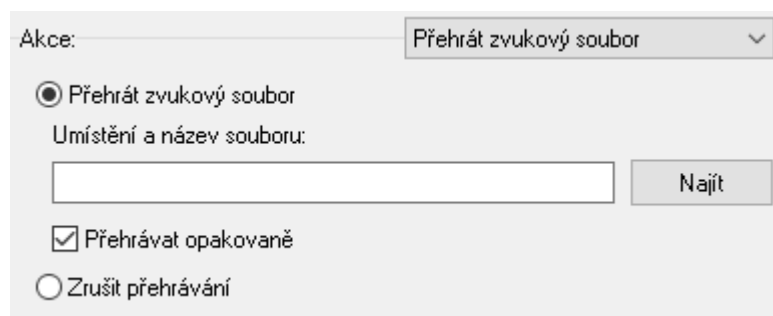 Akce: Přehrát zvukový soubor
Přehrát zvukový soubor
Umístění a název souboru:
Najít
Přehrávat opakovaně
Zrušit přehrávání